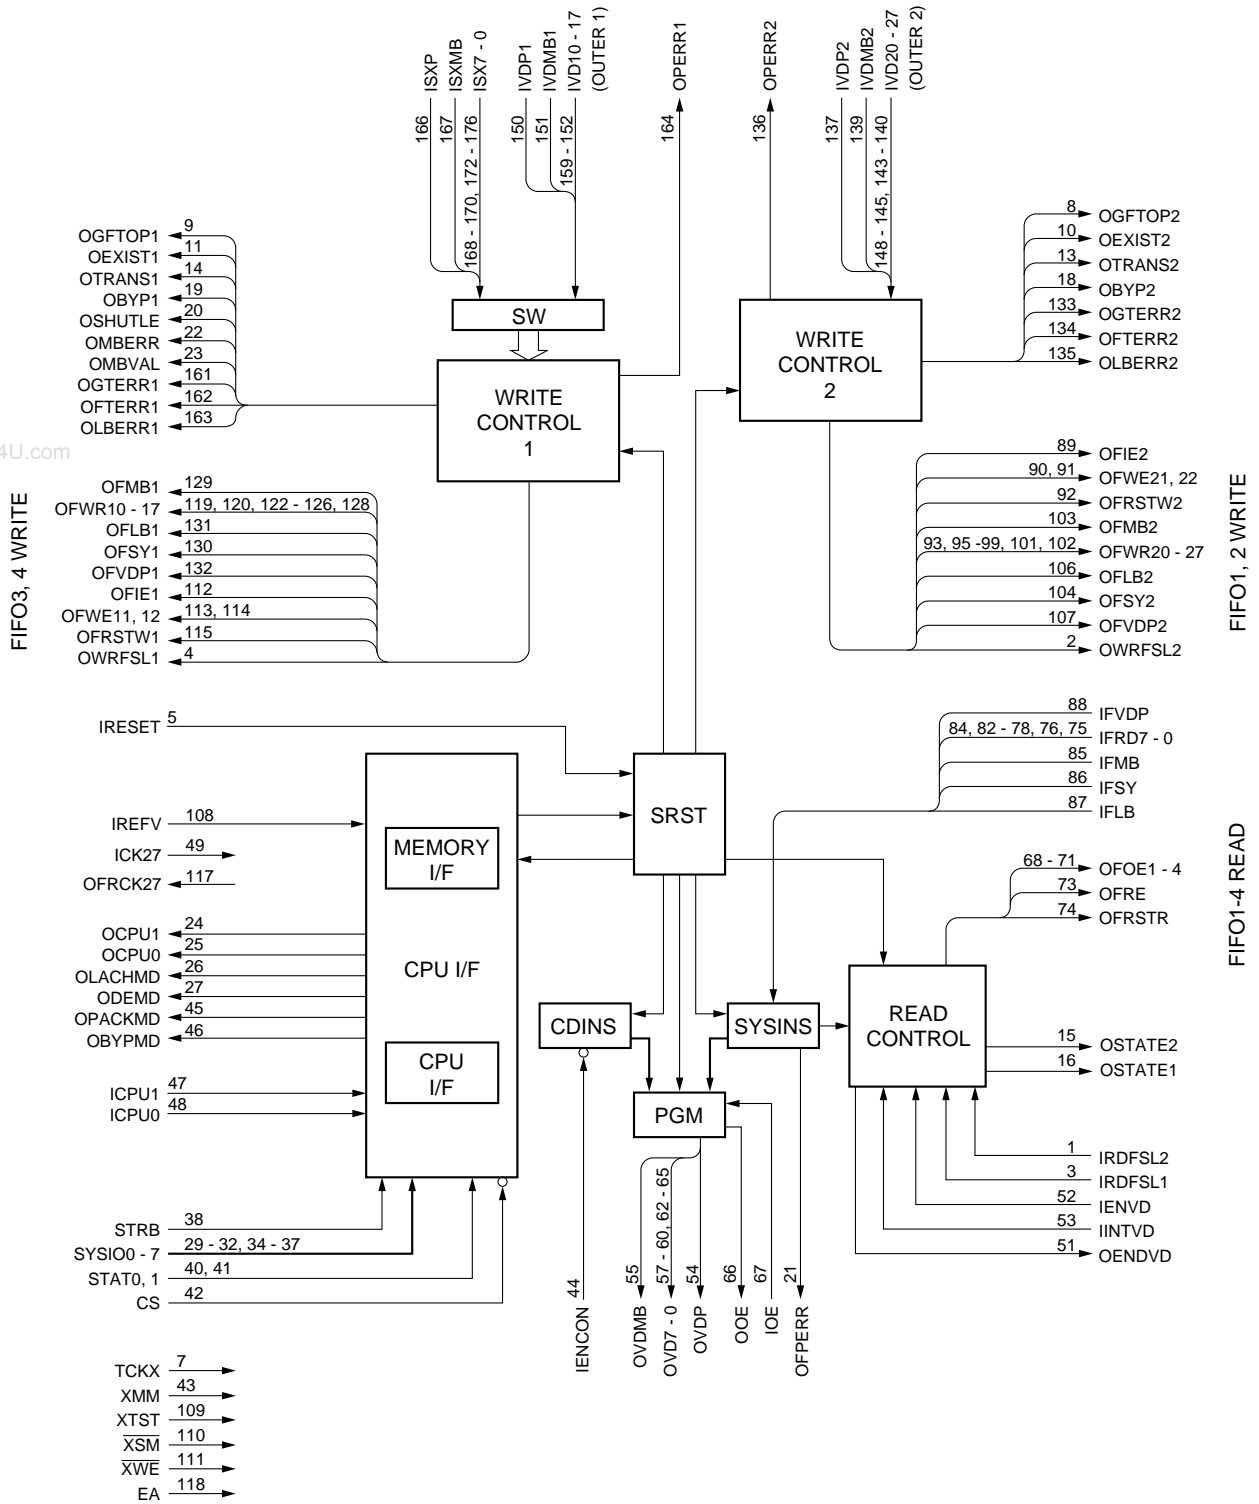 ISXP
ISXMB
ISX7 - 0
166
167
168 - 170, 172 - 176
IVDP1
IVDMB1
IVD10 - 17
(OUTER 1)
150
151
159 - 152
OPERR1
164
OPERR2
136
IVDP2
IVDMB2
IVD20 - 27
(OUTER 2)
137
139
148 - 145, 143 - 140
OGFTOP1 9
OEXIST1 11
OTRANS1 14
OBYP1 19
OSHUTLE 20
OMBERR 22
OMBVAL 23
OGTERR1 161
OFTERR1 162
OLBERR1 163
SW
WRITE
CONTROL
1
WRITE
CONTROL
2
8 OGFTOP2
10 OEXIST2
13 OTRANS2
18 OBYP2
133 OGTERR2
134 OFTERR2
135 OLBERR2
4U.com
FIFO3, 4 WRITE
OFMB1 129
OFWR10 - 17 119, 120, 122 - 126, 128
OFLB1 131
OFSY1 130
OFVDP1 132
OFIE1 112
OFWE11, 12 113, 114
OFRSTW1 115
OWRFSL1 4
89 OFIE2
90, 91 OFWE21, 22
92 OFRSTW2
103 OFMB2
93, 95 -99, 101, 102 OFWR20 - 27
106 OFLB2
104 OFSY2
107 OFVDP2
2 OWRFSL2
FIFO1, 2 WRITE
IRESET 5
IREFV 108
ICK27 49
OFRCK27 117
OCPU1 24
OCPU0 25
OLACHMD 26
ODEMD 27
OPACKMD 45
OBYPMD 46
ICPU1 47
ICPU0 48
STRB 38
SYSIO0 - 7 29 - 32, 34 - 37
STAT0, 1 40, 41
CS 42
MEMORY
I/F
CPU I/F
CPU
I/F
SRST
88 IFVDP
84, 82 - 78, 76, 75 IFRD7 - 0
85 IFMB
86 IFSY
87 IFLB
68 - 71 OFOE1 - 4
73 OFRE
74 OFRSTR
FIFO1-4 READ
CDINS
SYSINS
READ
CONTROL
PGM
15 OSTATE2
16 OSTATE1
1 IRDFSL2
3 IRDFSL1
52 IENVD
53 IINTVD
51 OENDVD
44
IENCON
55
OVDMB
57 - 60, 62 - 65
OVD7 - 0
54
OVDP
66
OOE
67
IOE
21
OFPERR
TCKX 7
XMM 43
XTST 109
XSM 110
XWE 111
EA 118